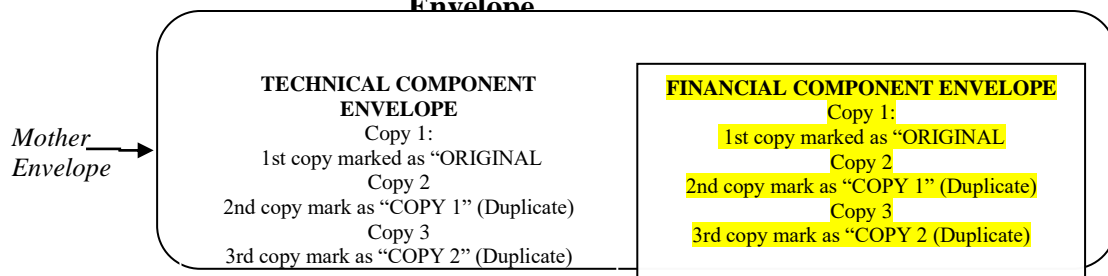 Envelope
TECHNICAL COMPONENT
ENVELOPE
Copy 1:
1st copy marked as “ORIGINAL
Copy 2
2nd copy mark as “COPY 1” (Duplicate)
Copy 3
3rd copy mark as “COPY 2” (Duplicate)
FINANCIAL COMPONENT ENVELOPE
Copy 1:
1st copy marked as “ORIGINAL
Copy 2
2nd copy mark as “COPY 1” (Duplicate)
Copy 3
3rd copy mark as “COPY 2 (Duplicate)
Mother
Envelope